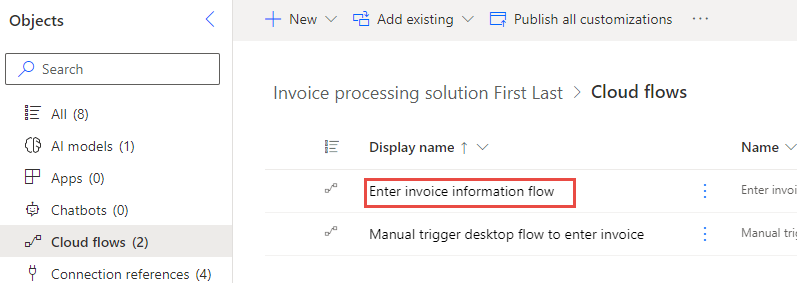 Objects
New
Add existing
Publish all customizations
...
Search
All (8)
AI models (1)
Apps (0)
Chatbots (0)
Cloud flows (2)
Connection references (4)
Invoice processing solution First Last > Cloud flows
Display name ↑ Name
Enter invoice information flow Enter invoi
Manual trigger desktop flow to enter invoice Manual trig